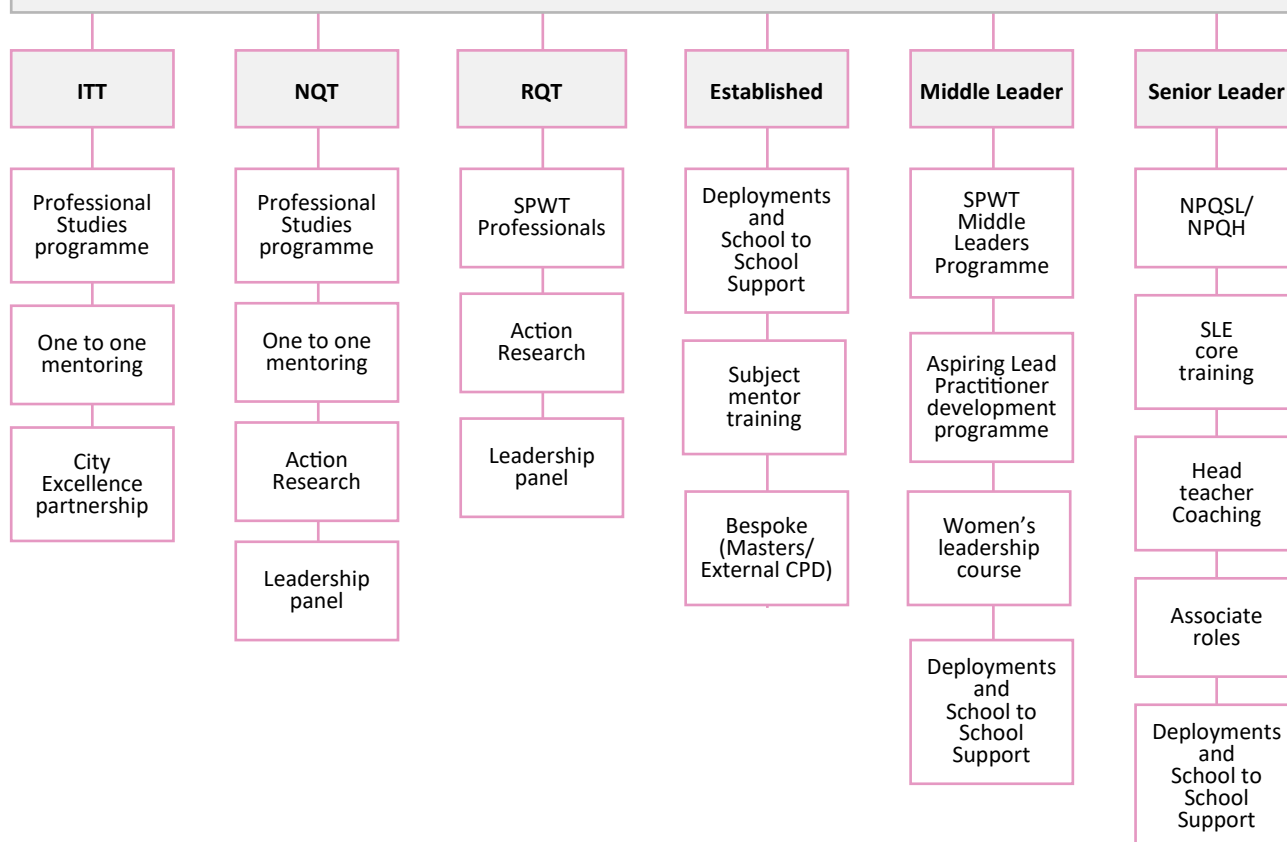 ITT
Professional
Studies
programme
One to one
mentoring
City
Excellence
partnership
NQT
Professional
Studies
programme
One to one
mentoring
Action
Research
Leadership
panel
RQT
SPWT
Professionals
Action
Research
Leadership
panel
Established
Deployments
and
School to
School
Support
Subject
mentor
training
Bespoke
(Masters/
External CPD)
Middle Leader
SPWT
Middle
Leaders
Programme
Aspiring Lead
Practitioner
development
programme
Women’s
leadership
course
Deployments
and
School to
School
Support
Senior Leader
NPQSL/
NPQH
SLE
core
training
Head
teacher
Coaching
Associate
roles
Deployments
and
School to
School
Support